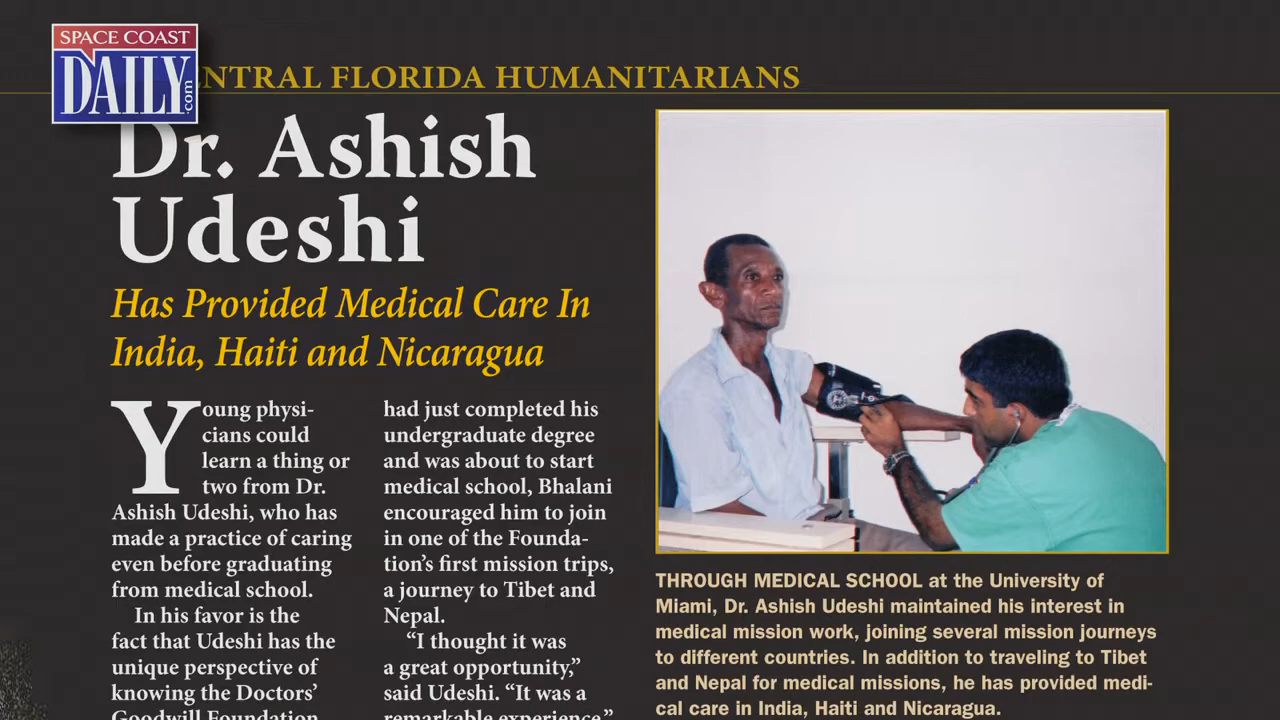 SPACE COAST
DAILY.com
NTRAL FLORIDA HUMANITARIANS
Dr. Ashish
Udeshi
Has Provided Medical Care In
India, Haiti and Nicaragua
Young physi-
cians could
learn a thing or
two from Dr.
Ashish Udeshi, who has
made a practice of caring
even before graduating
from medical school.
In his favor is the
fact that Udeshi has the
unique perspective of
knowing the Doctors’
Goodwill Foundation
had just completed his
undergraduate degree
and was about to start
medical school, Bhalani
encouraged him to join
in one of the Founda-
tion’s first mission trips,
a journey to Tibet and
Nepal.
“I thought it was
a great opportunity,”
said Udeshi. “It was a
remarkable experience.”
THROUGH MEDICAL SCHOOL at the University of
Miami, Dr. Ashish Udeshi maintained his interest in
medical mission work, joining several mission journeys
to different countries. In addition to traveling to Tibet
and Nepal for medical missions, he has provided medi-
cal care in India, Haiti and Nicaragua.